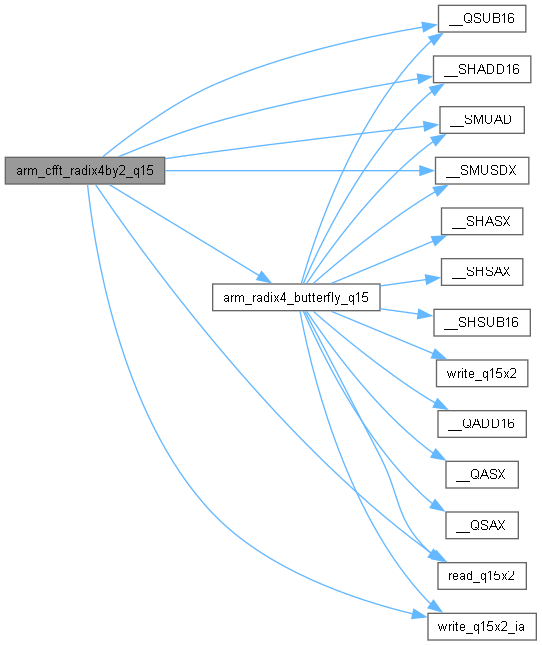 __QSUB16
__SHADD16
__SMUAD
arm_cfft_radix4by2_q15
__SMUSDX
__SHASX
__SHSAX
arm_radix4_butterfly_q15
__SHSUB16
write_q15x2
__QADD16
__QASX
__QSAX
read_q15x2
write_q15x2_ia